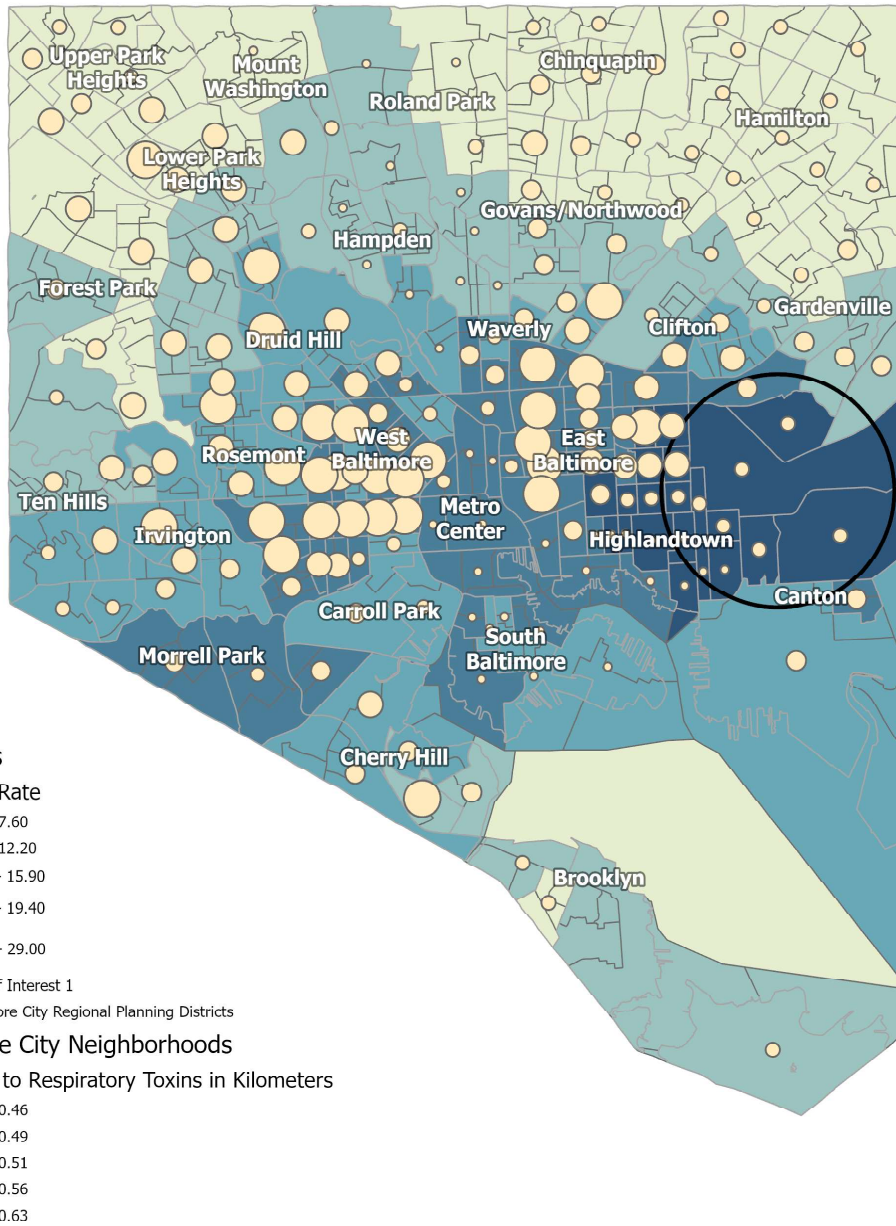 Upper Park
Heights
Mount
Washington
Roland Park
Chinquapin
Hamilton
Lower Park
Heights
Govans/Northwood
Hampden
Forest Park
Gardenville
Druid Hill
Waverly
Clifton
Rosemont
West
Baltimore
East
Baltimore
Ten Hills
Irvington
Metro
Center
Highlandtown
Canton
Carroll Park
South
Baltimore
Morrell Park
Cherry Hill
Brooklyn
s
Rate
7.60
12.20
- 15.90
- 19.40
- 29.00
f Interest 1
ore City Regional Planning Districts
e City Neighborhoods
to Respiratory Toxins in Kilometers
0.46
0.49
0.51
0.56
0.63